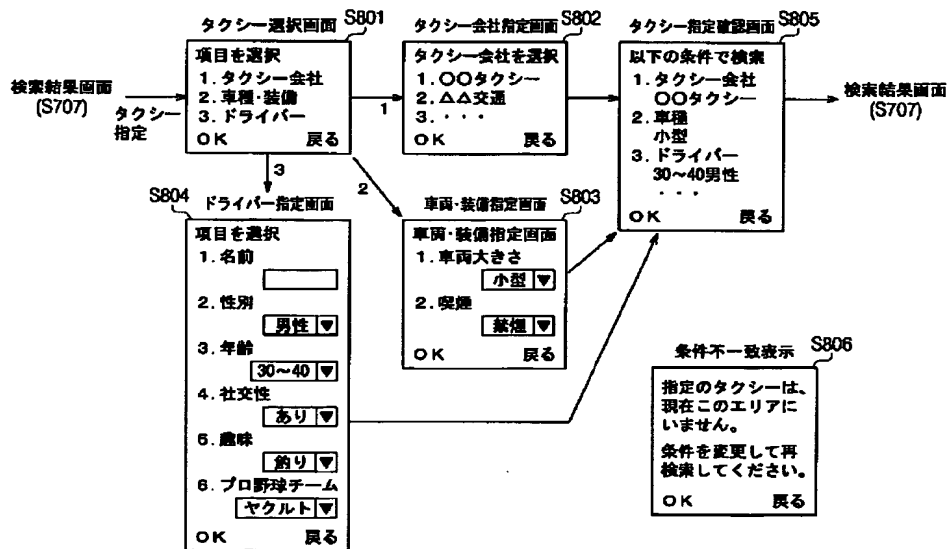 タクシー選択画面
S801
項目を選択
1. タクシー会社
2. 車種・装備
3. ドライバー
OK 戻る
検索結果画面
(S707)
タクシー
指定
1
2
3
タクシー会社指定画面
S802
タクシー会社を選択
1. 〇〇タクシー
2. △△交通
3. ・・・
OK 戻る
タクシー指定確認画面
S805
以下の条件で検索
1. タクシー会社
〇〇タクシー
2. 車種
小型
3. ドライバー
30〜40男性
・・・
OK 戻る
検索結果画面
(S707)
S804
ドライバー指定画面
項目を選択
1. 名前
2. 性別
男性 ▼
3. 年齢
30〜40 ▼
4. 社交性
あり ▼
5. 趣味
釣り ▼
6. プロ野球チーム
ヤクルト ▼
OK 戻る
車両・装備指定画面
S803
車両・装備指定画面
1. 車両大きさ
小型 ▼
2. 喫煙
禁煙 ▼
OK 戻る
条件不一致表示
S806
指定のタクシーは、
現在このエリアに
いません。
条件を変更して再
検索してください。
OK 戻る